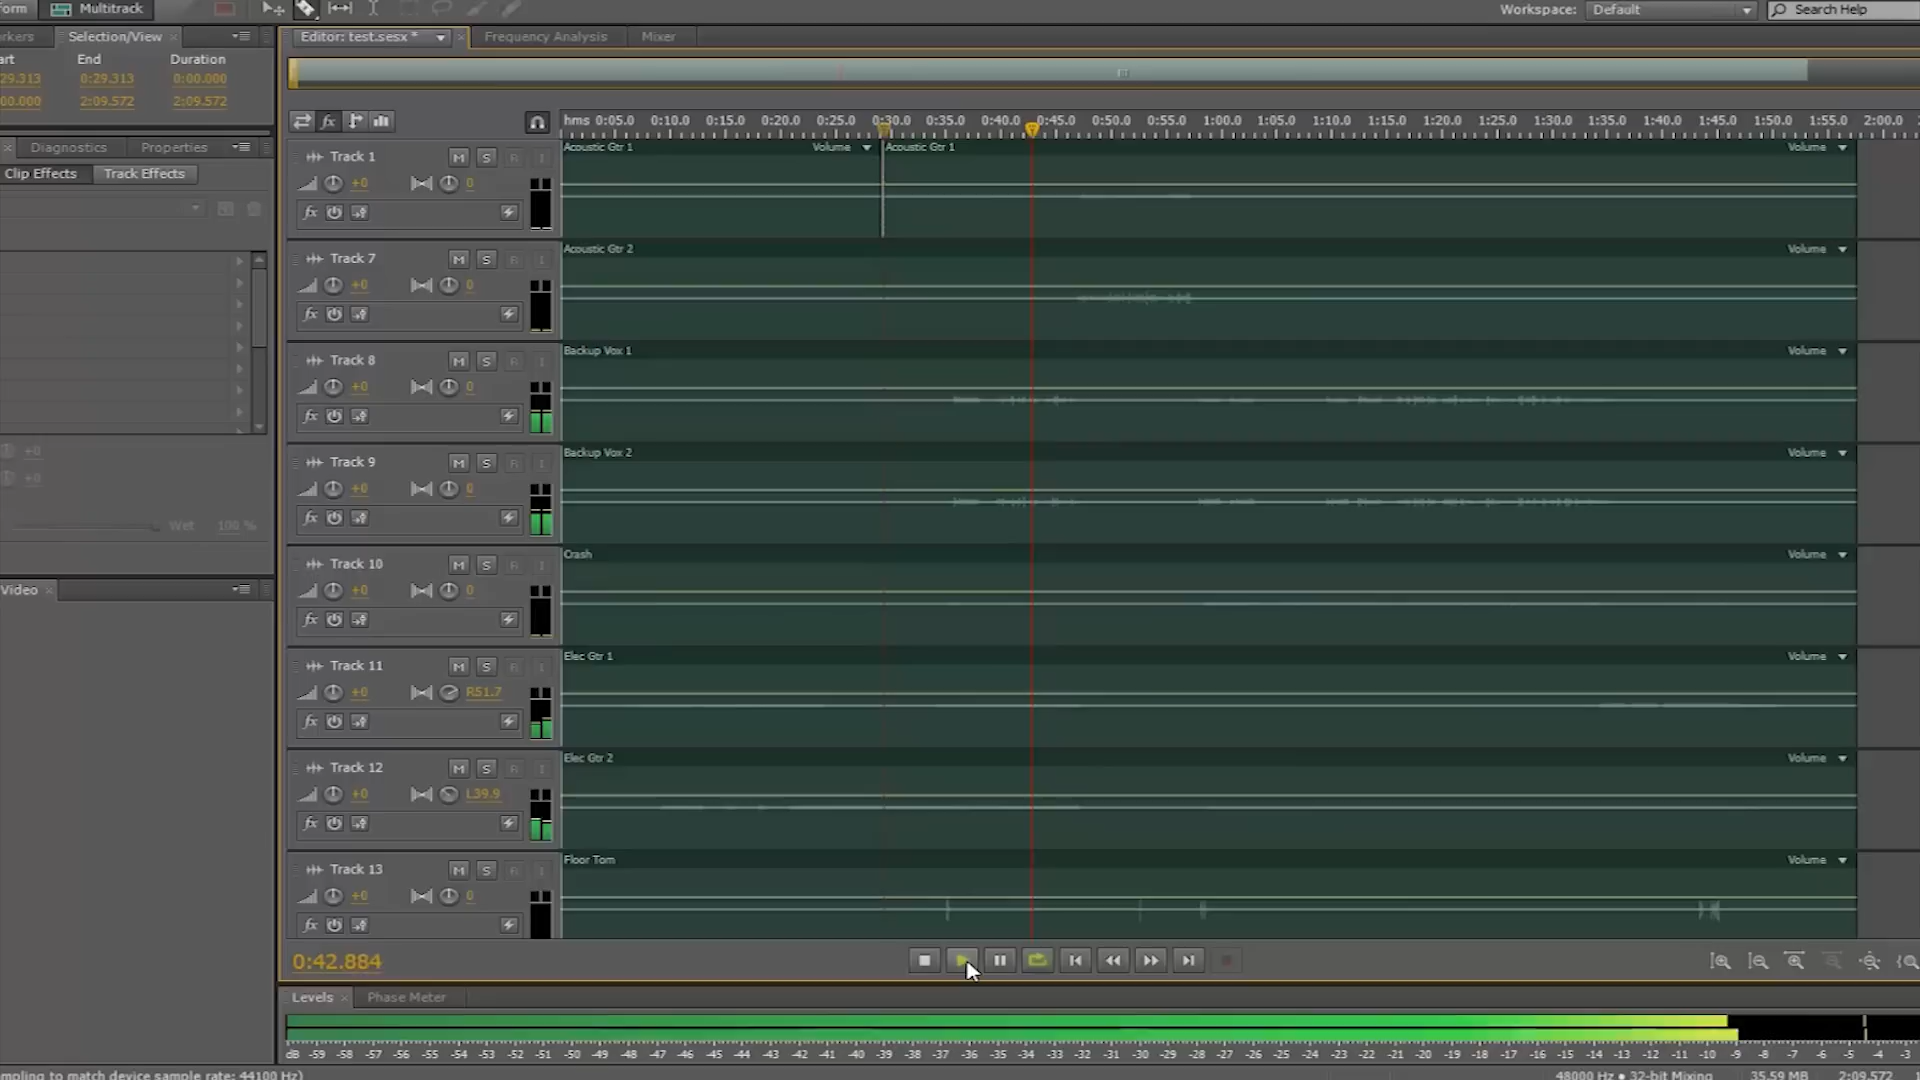 form Multitrack Workspace: Default Search Help
rkers Selection/View Editor: test.sesx * Frequency Analysis Mixer
art End Duration
29.313 0:29.313 0:00.000
00.000 2:09.572 2:09.572
hms 0:05.0 0:10.0 0:15.0 0:20.0 0:25.0 0:30.0 0:35.0 0:40.0 0:45.0 0:50.0 0:55.0 1:00.0 1:05.0 1:10.0 1:15.0 1:20.0 1:25.0 1:30.0 1:35.0 1:40.0 1:45.0 1:50.0 1:55.0 2:00.0
Diagnostics Properties
Clip Effects Track Effects
Track 1 M S R I Acoustic Gtr 1 Volume Acoustic Gtr 1 Volume
+0 0
fx
Track 7 M S R I Acoustic Gtr 2 Volume
+0 0
fx
Track 8 M S R I Backup Vox 1 Volume
+0 0
fx
+0
Track 9 M S R I Backup Vox 2 Volume
+0
+0 0
fx
Wet 100 %
Track 10 M S R I Crash Volume
Video
+0 0
fx
Track 11 M S R I Elec Gtr 1 Volume
+0 R51.7
fx
Track 12 M S R I Elec Gtr 2 Volume
+0 L39.9
fx
Track 13 M S R I Floor Tom Volume
+0 0
fx
0:42.884
Levels Phase Meter
dB -59 -58 -57 -56 -55 -54 -53 -52 -51 -50 -49 -48 -47 -46 -45 -44 -43 -42 -41 -40 -39 -38 -37 -36 -35 -34 -33 -32 -31 -30 -29 -28 -27 -26 -25 -24 -23 -22 -21 -20 -19 -18 -17 -16 -15 -14 -13 -12 -11 -10 -9 -8 -7 -6 -5 -4 -3
mpling to match device sample rate: 44100 Hz) 48000 Hz • 32-bit Mixing 35.59 MB 2:09.572